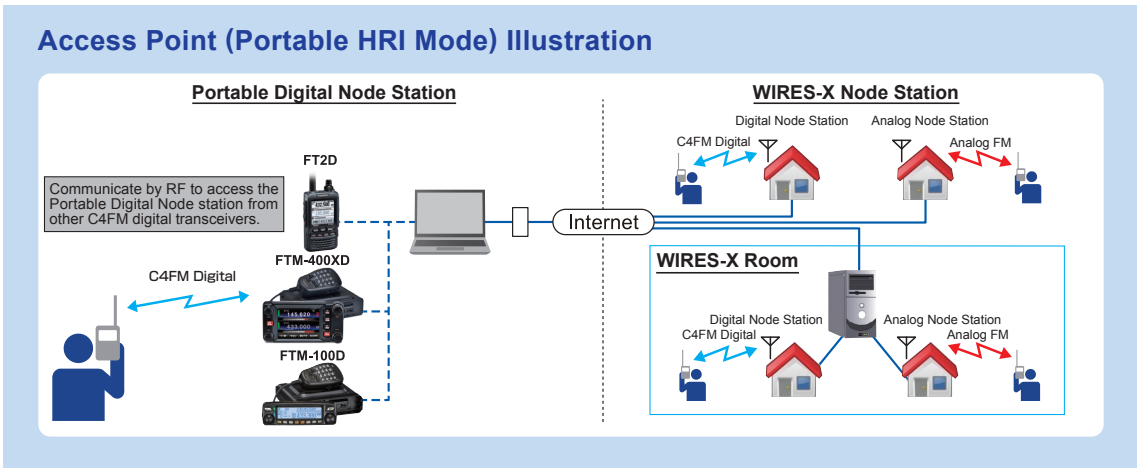 Access Point (Portable HRI Mode) Illustration
Portable Digital Node Station
FT2D
Communicate by RF to access the
Portable Digital Node station from
other C4FM digital transceivers.
FTM-400XD
C4FM Digital
145.620
433.000
FTM-100D
Internet
WIRES-X Node Station
Digital Node Station
Analog Node Station
C4FM Digital
Analog FM
WIRES-X Room
Digital Node Station
Analog Node Station
C4FM Digital
Analog FM